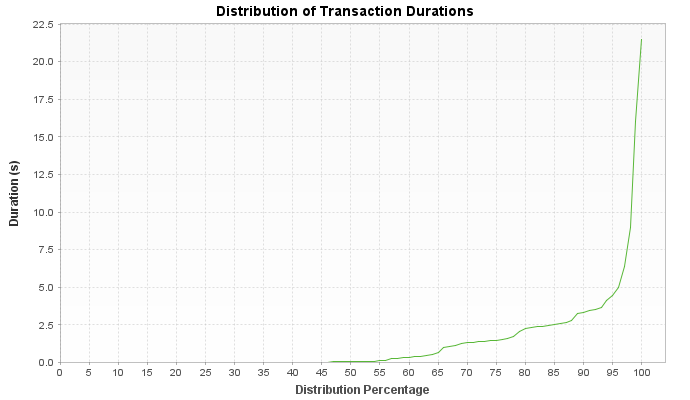 Distribution of Transaction Durations
22.5
20.0
17.5
15.0
12.5
10.0
7.5
5.0
2.5
0.0
Duration (s)
0 5 10 15 20 25 30 35 40 45 50 55 60 65 70 75 80 85 90 95 100
Distribution Percentage